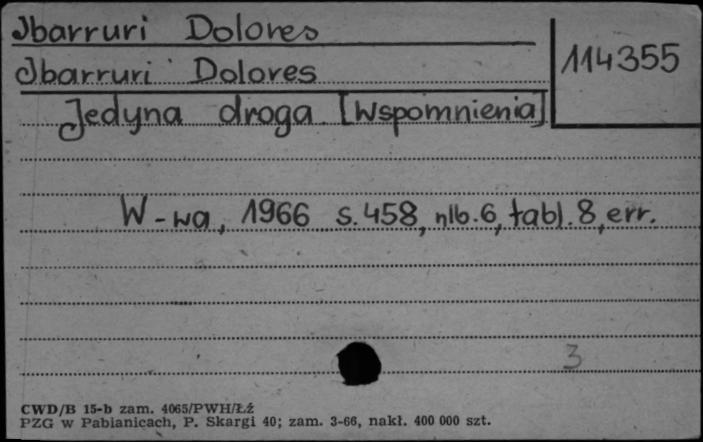 Ibarruri Dolores
114355
Ibarruri Dolores
Jedyna droga [Wspomnienia]
W-wa, 1966 s. 458, nlb. 6, tabl. 8, err.
3
CWD/B 15-b zam. 4065/PWH/Łź
PZG w Pabianicach, P. Skargi 40; zam. 3-66, nakł. 400 000 szt.